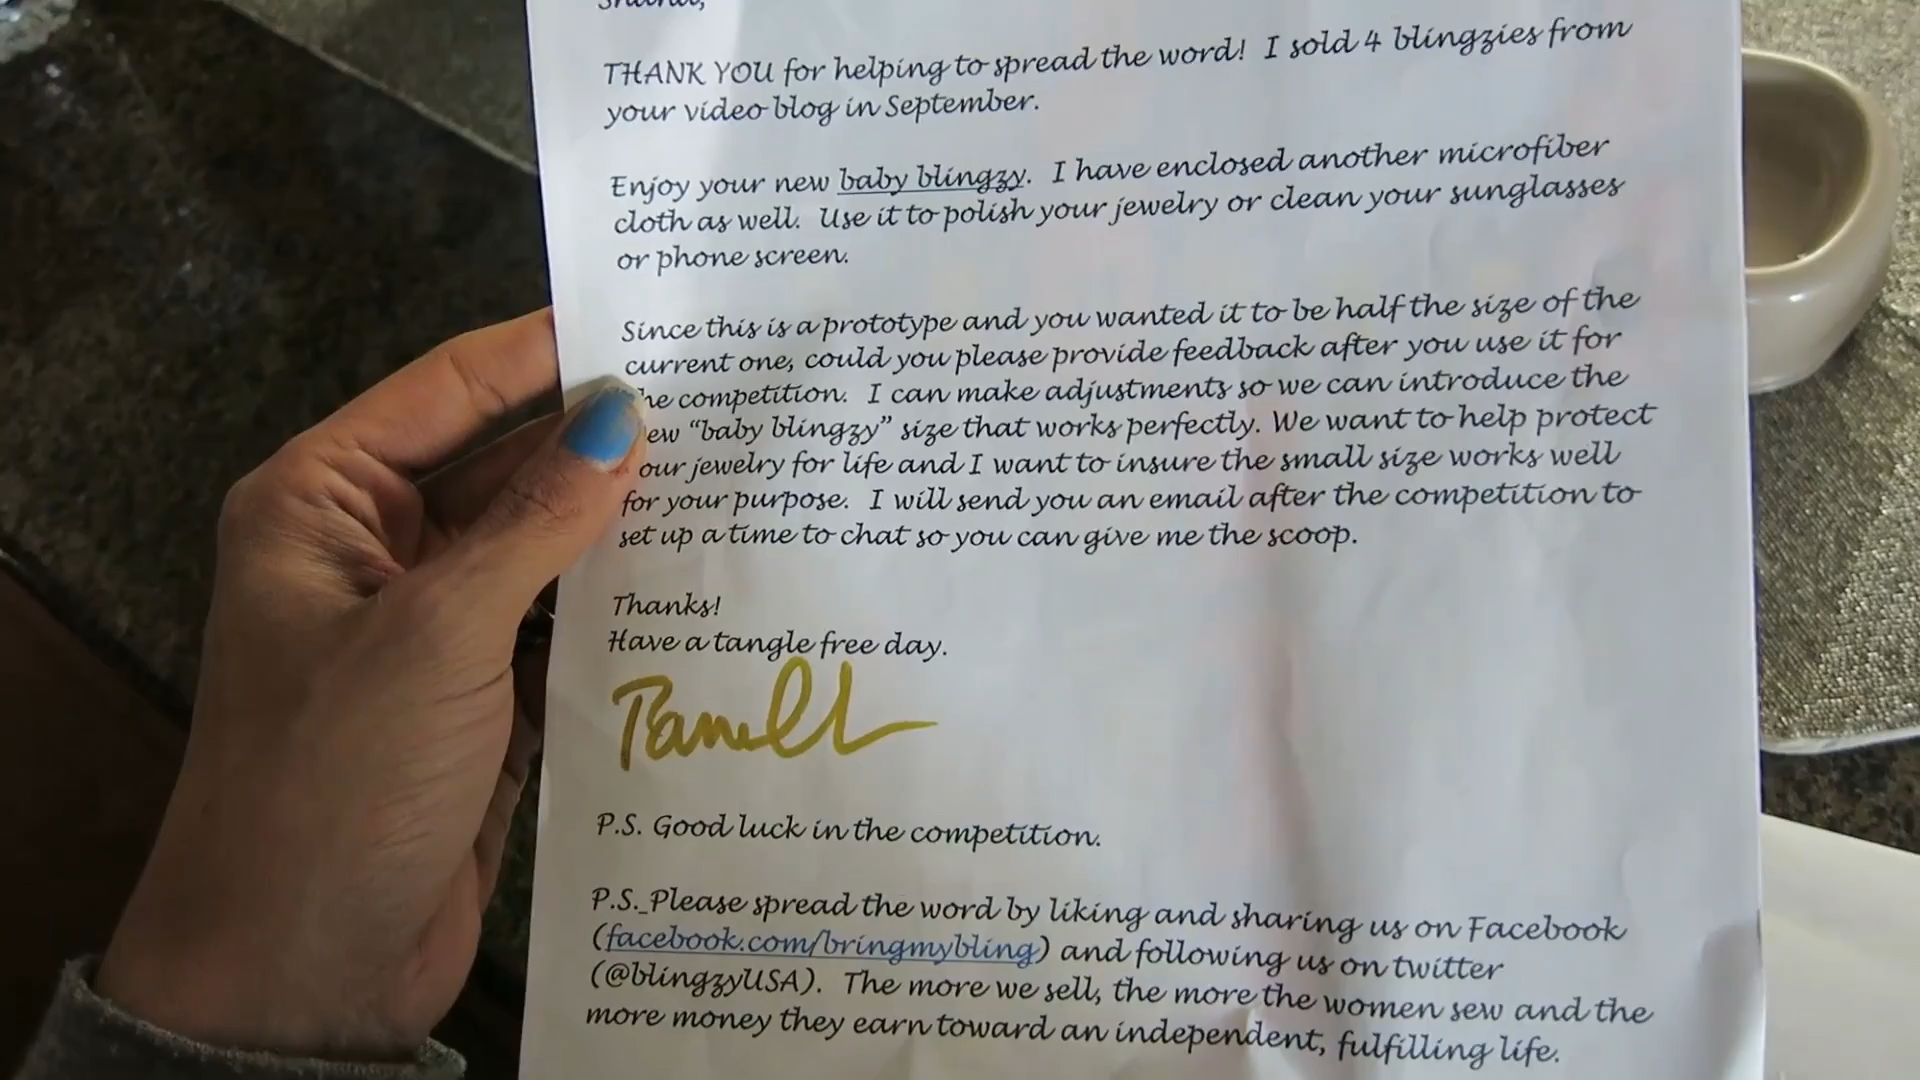 THANK YOU for helping to spread the word! I sold 4 blingzies from
your video blog in September.
Enjoy your new baby blingzy. I have enclosed another microfiber
cloth as well. Use it to polish your jewelry or clean your sunglasses
or phone screen.
Since this is a prototype and you wanted it to be half the size of the
current one, could you please provide feedback after you use it for
he competition. I can make adjustments so we can introduce the
ew "baby blingzy" size that works perfectly. We want to help protect
our jewelry for life and I want to insure the small size works well
for your purpose. I will send you an email after the competition to
set up a time to chat so you can give me the scoop.
Thanks!
Have a tangle free day.
P.S. Good luck in the competition.
P.S. Please spread the word by liking and sharing us on Facebook
(facebook.com/bringmybling) and following us on twitter
(@blingzyUSA). The more we sell, the more the women sew and the
more money they earn toward an independent, fulfilling life.